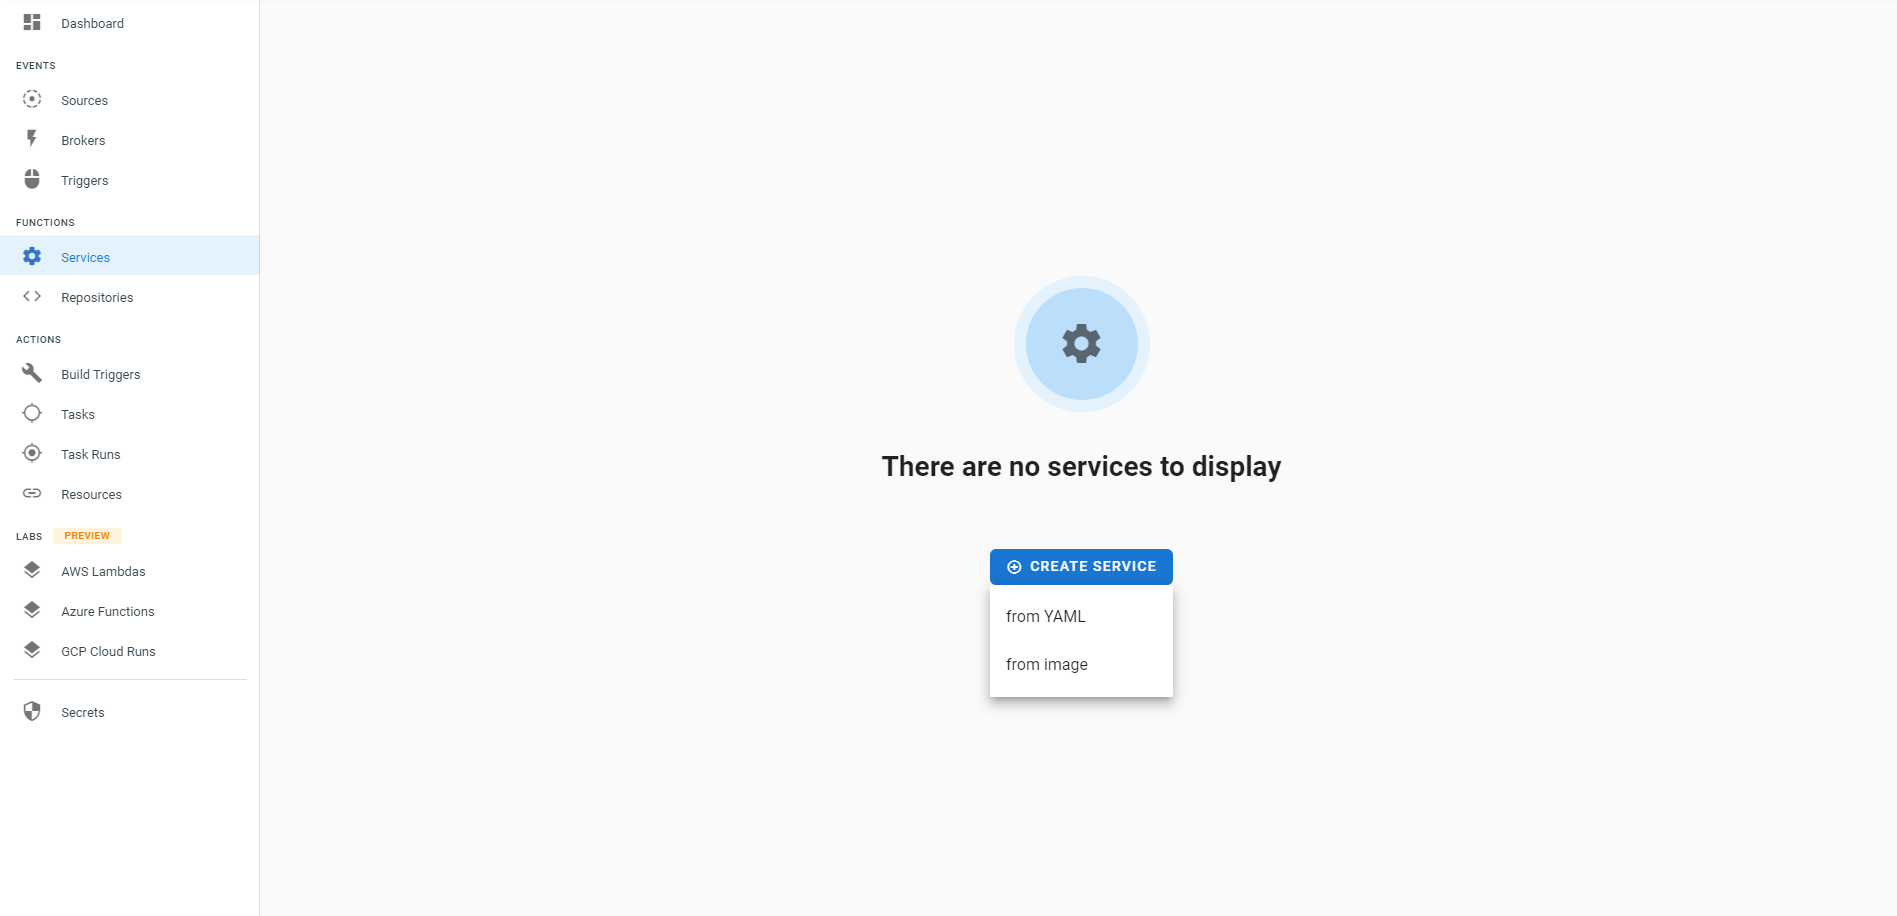 Dashboard
EVENTS
Sources
Brokers
Triggers
FUNCTIONS
Services
Repositories
ACTIONS
Build Triggers
Tasks
Task Runs
Resources
LABS PREVIEW
AWS Lambdas
Azure Functions
GCP Cloud Runs
Secrets
There are no services to display
CREATE SERVICE
from YAML
from image